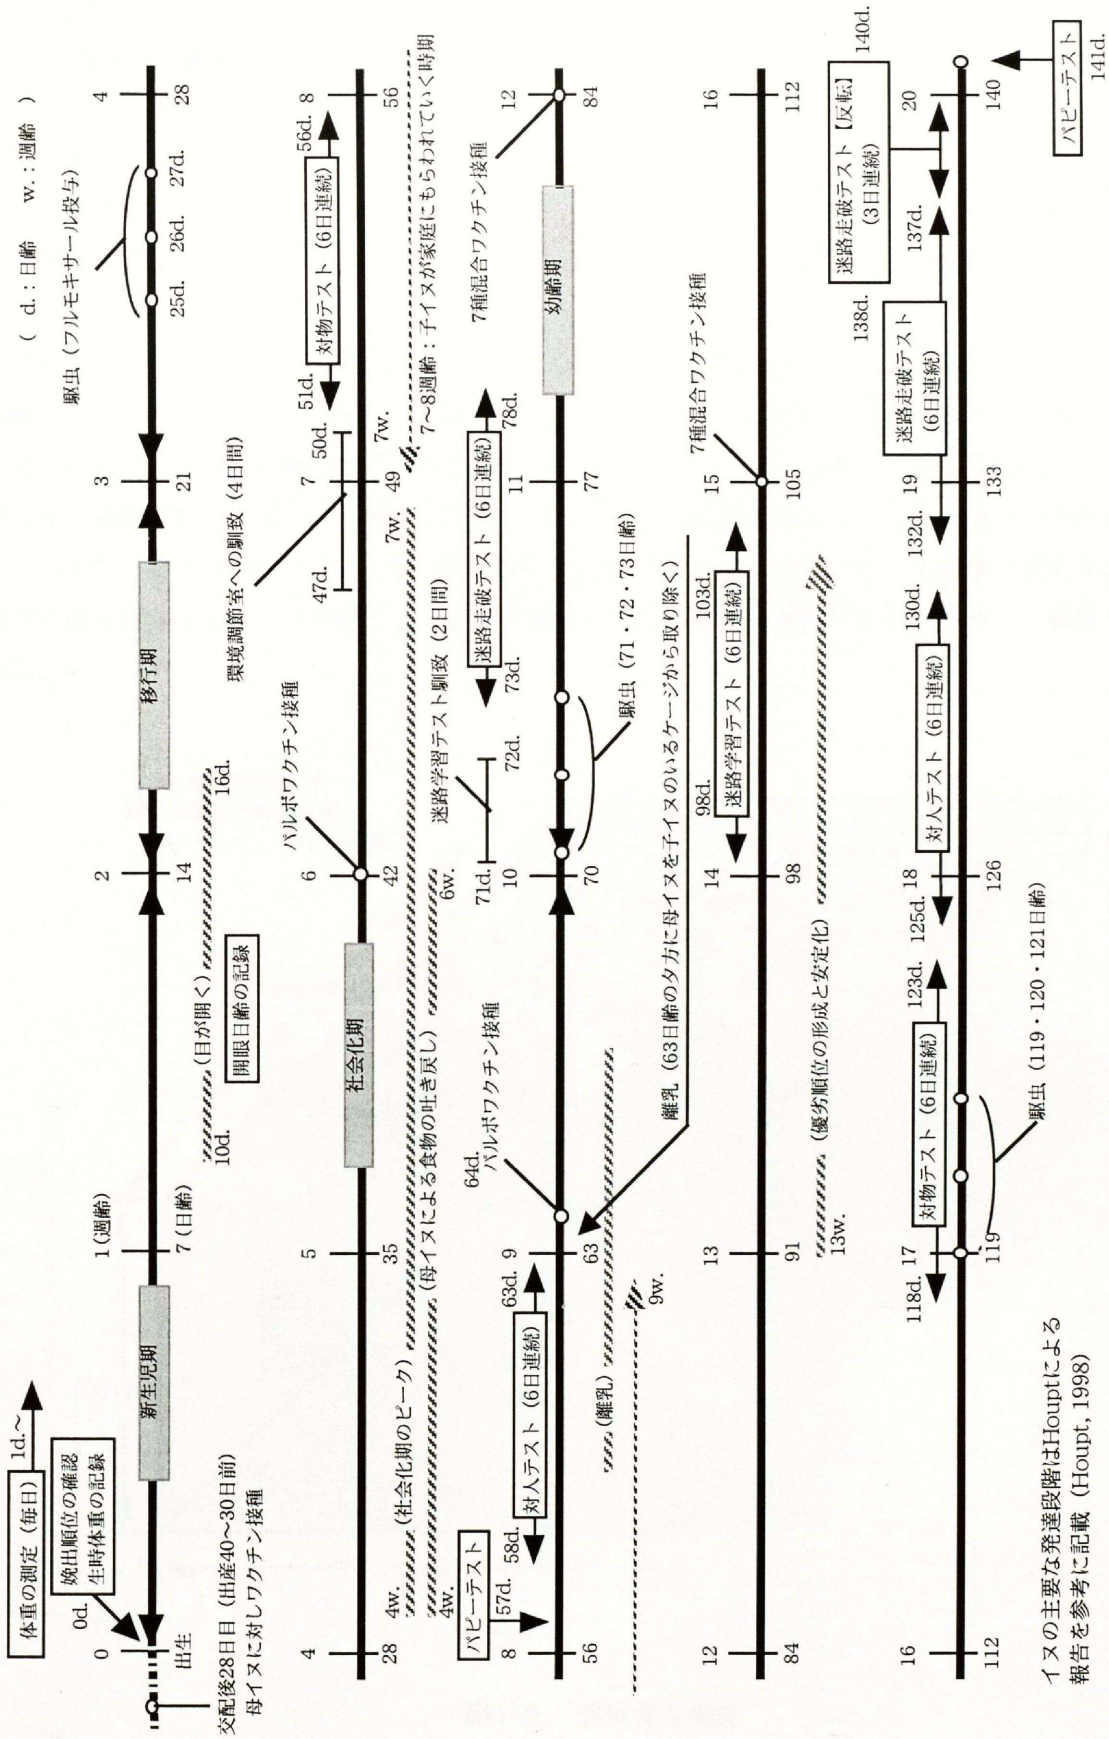 ( d.:日齢 w.:週齢 )
体重の測定(毎日)
1d.~
0d.
娩出順位の確認
生時体重の記録
駆虫(フルモキサール投与)
25d.
26d.
27d.
0
1(週齢)
2
3
4
新生児期
移行期
出生
7(日齢)
14
21
28
交配後28日目(出産40~30日前)
母イヌに対しワクチン接種
10d.
(目が開く)
16d.
開眼日齢の記録
環境調節室への馴致(4日間)
47d.
50d.
51d.
対物テスト(6日連続)
56d.
パルボワクチン接種
4
5
6
7
8
社会化期
28
35
42
49
56
4w.
(社会化期のピーク)
7w.
7w.
7~8週齢:子イヌが家庭にもらわれていく時期
4w.
(母イヌによる食物の吐き戻し)
6w.
迷路学習テスト馴致(2日間)
71d.
72d.
73d.
迷路走破テスト(6日連続)
78d.
パピーテスト
57d.
58d.
対人テスト(6日連続)
63d.
64d.
パルボワクチン接種
7種混合ワクチン接種
8
9
10
11
12
幼齢期
56
63
70
77
84
駆虫(71・72・73日齢)
(離乳)
9w.
離乳(63日齢の夕方に母イヌを子イヌのいるケージから取り除く)
98d.
迷路学習テスト(6日連続)
103d.
7種混合ワクチン接種
12
13
14
15
16
84
91
98
105
112
13w.
(優劣順位の形成と安定化)
118d.
対物テスト(6日連続)
123d.
125d.
対人テスト(6日連続)
130d.
132d.
迷路走破テスト
(6日連続)
137d.
138d.
迷路走破テスト【反転】
(3日連続)
140d.
16
17
18
19
20
112
119
126
133
140
駆虫(119・120・121日齢)
パピーテスト
141d.
イヌの主要な発達段階はHouptによる
報告を参考に記載(Houpt, 1998)